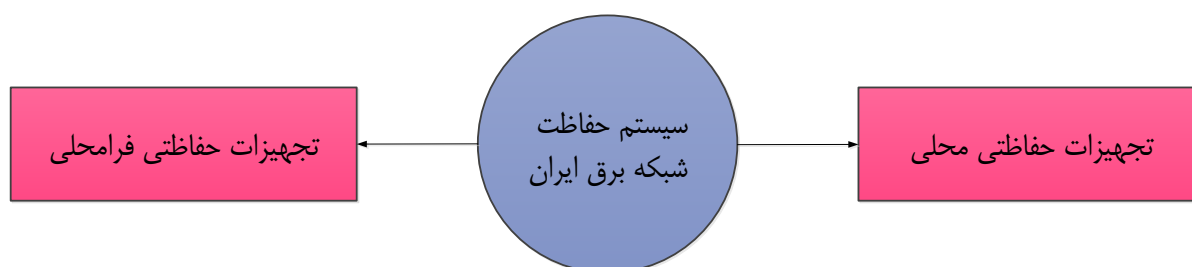 سیستم حفاظت
شبکه برق ایران
تجهیزات حفاظتی محلی
تجهیزات حفاظتی فرامحلی